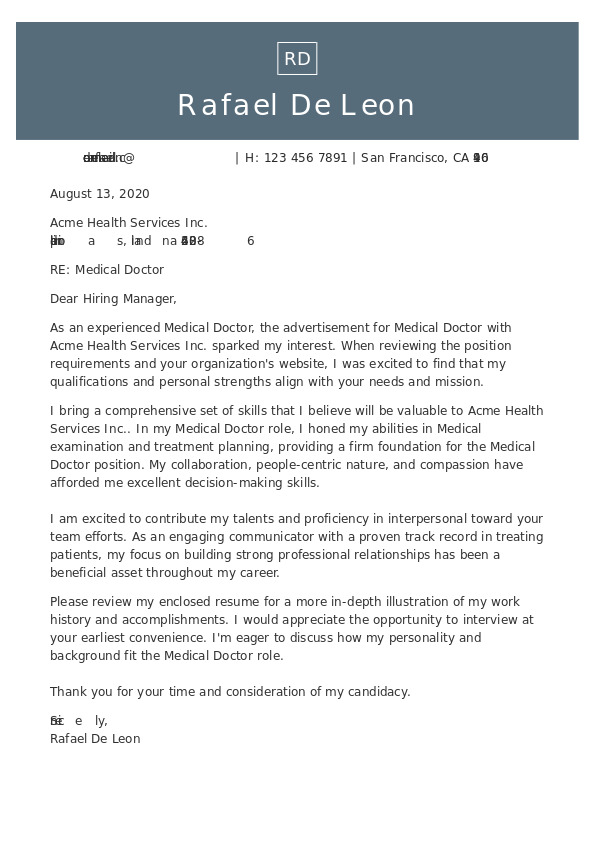 RD
Rafael De Leon
| H: 123 456 7891 | San Francisco, CA
August 13, 2020
Acme Health Services Inc.
RE: Medical Doctor
Dear Hiring Manager,
As an experienced Medical Doctor, the advertisement for Medical Doctor with
Acme Health Services Inc. sparked my interest. When reviewing the position
requirements and your organization's website, I was excited to find that my
qualifications and personal strengths align with your needs and mission.
I bring a comprehensive set of skills that I believe will be valuable to Acme Health
Services Inc.. In my Medical Doctor role, I honed my abilities in Medical
examination and treatment planning, providing a firm foundation for the Medical
Doctor position. My collaboration, people-centric nature, and compassion have
afforded me excellent decision-making skills.
I am excited to contribute my talents and proficiency in interpersonal toward your
team efforts. As an engaging communicator with a proven track record in treating
patients, my focus on building strong professional relationships has been a
beneficial asset throughout my career.
Please review my enclosed resume for a more in-depth illustration of my work
history and accomplishments. I would appreciate the opportunity to interview at
your earliest convenience. I'm eager to discuss how my personality and
background fit the Medical Doctor role.
Thank you for your time and consideration of my candidacy.
Rafael De Leon